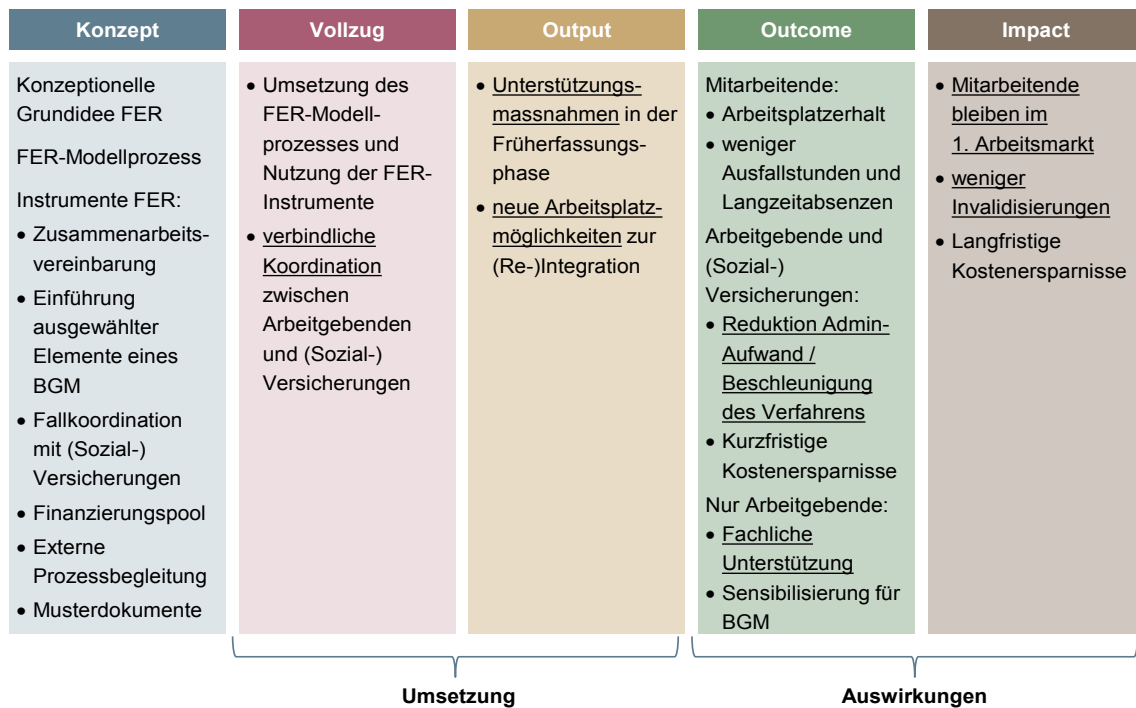 Konzept
Konzeptionelle
Grundidee FER
FER-Modellprozess
Instrumente FER:
• Zusammenarbeits-
vereinbarung
• Einführung
ausgewählter
Elemente eines
BGM
• Fallkoordination
mit (Sozial-)
Versicherungen
• Finanzierungspool
• Externe
Prozessbegleitung
• Musterdokumente
Vollzug
• Umsetzung des
FER-Modell-
prozesses und
Nutzung der FER-
Instrumente
• verbindliche
Koordination
zwischen
Arbeitgebenden
und (Sozial-)
Versicherungen
Output
• Unterstützungs-
massnahmen in der
Früherfassungs-
phase
• neue Arbeitsplatz-
möglichkeiten zur
(Re-)Integration
Outcome
Mitarbeitende:
• Arbeitsplatzerhalt
• weniger
Ausfallstunden und
Langzeitabsenzen
Arbeitgebende und
(Sozial-)
Versicherungen:
• Reduktion Admin-
Aufwand /
Beschleunigung
des Verfahrens
• Kurzfristige
Kostenersparnisse
Nur Arbeitgebende:
• Fachliche
Unterstützung
• Sensibilisierung für
BGM
Impact
• Mitarbeitende
bleiben im
1. Arbeitsmarkt
• weniger
Invalidisierungen
• Langfristige
Kostenersparnisse
Umsetzung
Auswirkungen